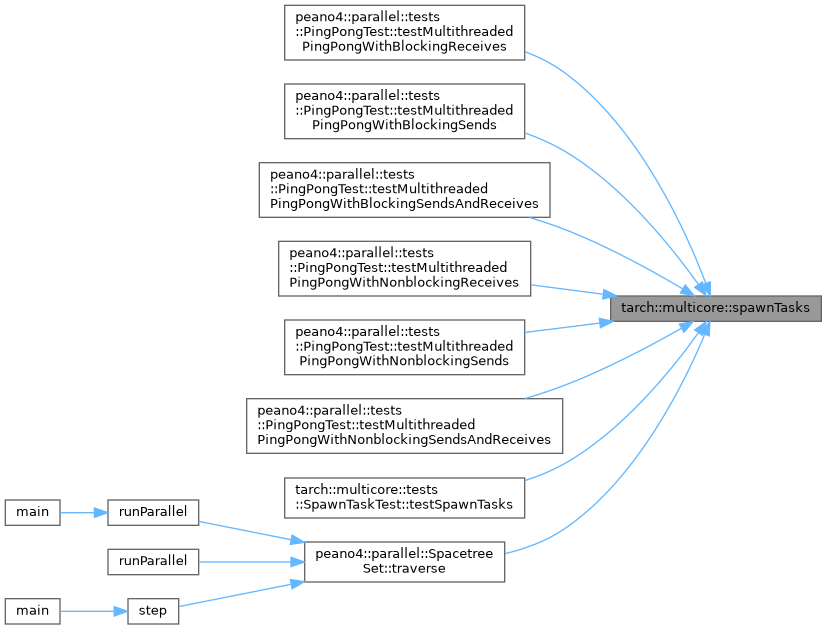 peano4::parallel::tests
::PingPongTest::testMultithreaded
PingPongWithBlockingReceives
peano4::parallel::tests
::PingPongTest::testMultithreaded
PingPongWithBlockingSends
peano4::parallel::tests
::PingPongTest::testMultithreaded
PingPongWithBlockingSendsAndReceives
peano4::parallel::tests
::PingPongTest::testMultithreaded
PingPongWithNonblockingReceives
tarch::multicore::spawnTasks
peano4::parallel::tests
::PingPongTest::testMultithreaded
PingPongWithNonblockingSends
peano4::parallel::tests
::PingPongTest::testMultithreaded
PingPongWithNonblockingSendsAndReceives
tarch::multicore::tests
::SpawnTaskTest::testSpawnTasks
main
runParallel
runParallel
peano4::parallel::Spacetree
Set::traverse
main
step